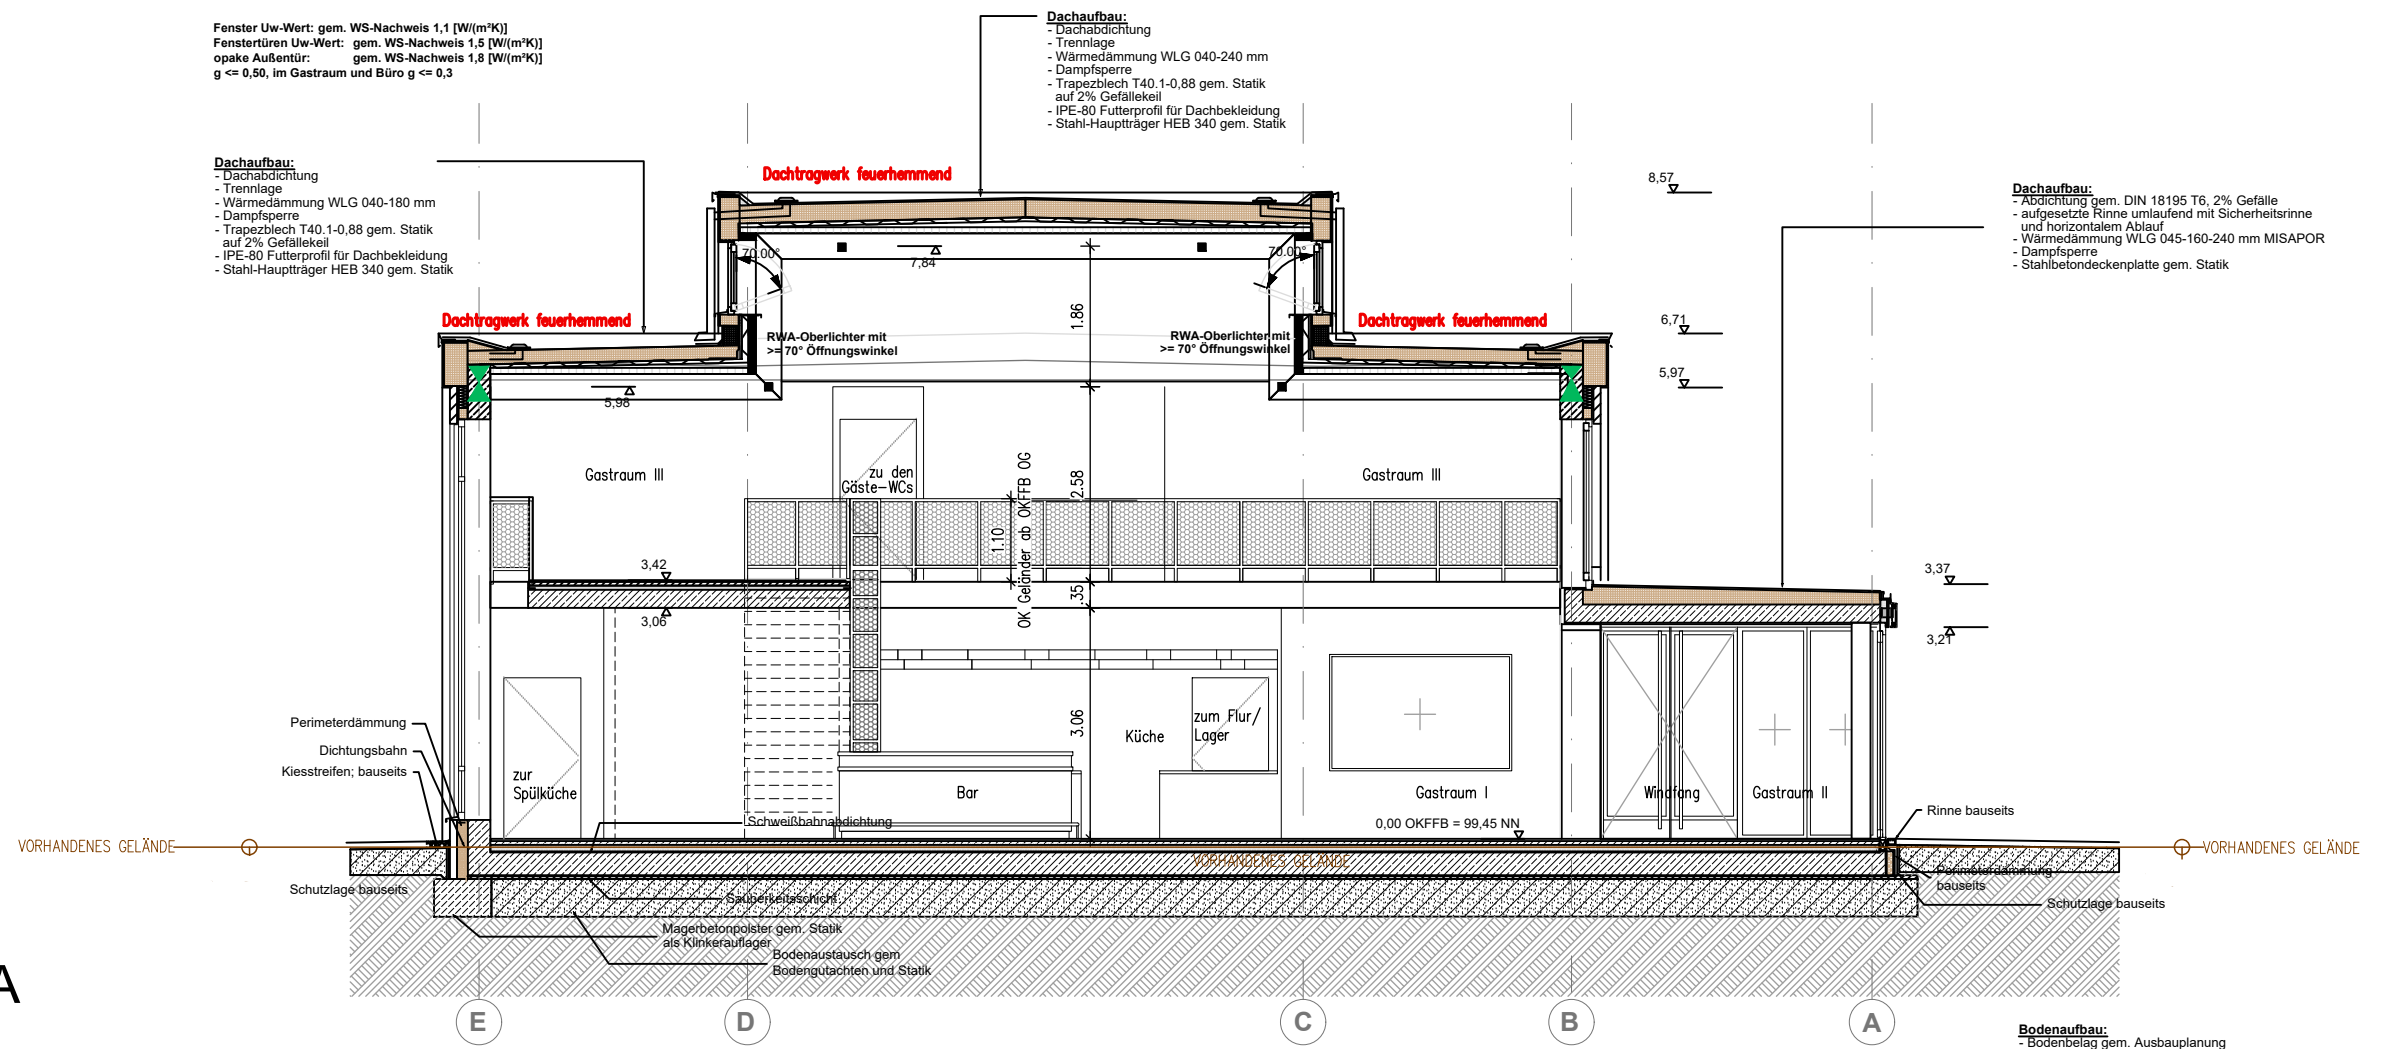 Fenster Uw-Wert: gem. WS-Nachweis 1,1 [W/(m²K)]
Fenstertüren Uw-Wert: gem. WS-Nachweis 1,5 [W/(m²K)]
opake Außentür: gem. WS-Nachweis 1,8 [W/(m²K)]
g <= 0,50, im Gastraum und Büro g <= 0,3
Dachaufbau:
- Dachabdichtung
- Trennlage
- Wärmedämmung WLG 040-240 mm
- Dampfsperre
- Trapezblech T40.1-0,88 gem. Statik
auf 2% Gefällekeil
- IPE-80 Futterprofil für Dachbekleidung
- Stahl-Hauptträger HEB 340 gem. Statik
Dachaufbau:
- Dachabdichtung
- Trennlage
- Wärmedämmung WLG 040-180 mm
- Dampfsperre
- Trapezblech T40.1-0,88 gem. Statik
auf 2% Gefällekeil
- IPE-80 Futterprofil für Dachbekleidung
- Stahl-Hauptträger HEB 340 gem. Statik
Dachaufbau:
- Abdichtung gem. DIN 18195 T6, 2% Gefälle
- aufgesetzte Rinne umlaufend mit Sicherheitsrinne
und horizontalem Ablauf
- Wärmedämmung WLG 045-160-240 mm MISAPOR
- Dampfsperre
- Stahlbetondeckenplatte gem. Statik
Dachtragwerk feuerhemmend
8,57
70.00°
7,84
70.00°
Dachtragwerk feuerhemmend
1.86
Dachtragwerk feuerhemmend
6,71
RWA-Oberlichter mit
>= 70° Öffnungswinkel
RWA-Oberlichter mit
>= 70° Öffnungswinkel
5,97
5,98
Gastraum III
zu den
Gäste-WCs
2.58
Gastraum III
OK Geländer ab OKFFB OG
1.10
3,42
3,37
.35
3,06
3,21
Perimeterdämmung
Dichtungsbahn
Kiesstreifen; bauseits
zur
Spülküche
Bar
3.06
Küche
zum Flur/
Lager
Gastraum I
Windfang
Gastraum II
Rinne bauseits
Schweißbahnabdichtung
0,00 OKFFB = 99,45 NN
VORHANDENES GELÄNDE
VORHANDENES GELÄNDE
VORHANDENES GELÄNDE
Schutzlage bauseits
Sauberkeitsschicht
Perimeterdämmung
bauseits
Schutzlage bauseits
Magerbetonpolster gem. Statik
als Klinkerauflager
Bodenaustausch gem
Bodengutachten und Statik
A
E
D
C
B
A
Bodenaufbau:
- Bodenbelag gem. Ausbauplanung